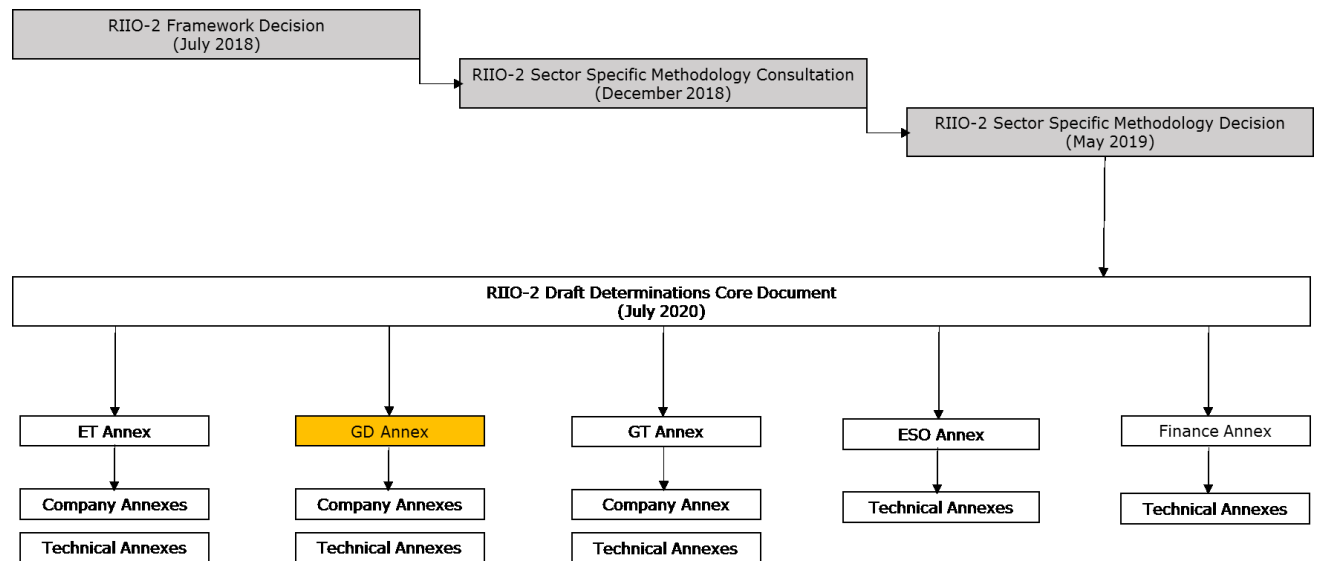 RIIO-2 Framework Decision
(July 2018)
RIIO-2 Sector Specific Methodology Consultation
(December 2018)
RIIO-2 Sector Specific Methodology Decision
(May 2019)
RIIO-2 Draft Determinations Core Document
(July 2020)
ET Annex
GD Annex
GT Annex
ESO Annex
Finance Annex
Company Annexes
Company Annexes
Company Annex
Technical Annexes
Technical Annexes
Technical Annexes
Technical Annexes
Technical Annexes